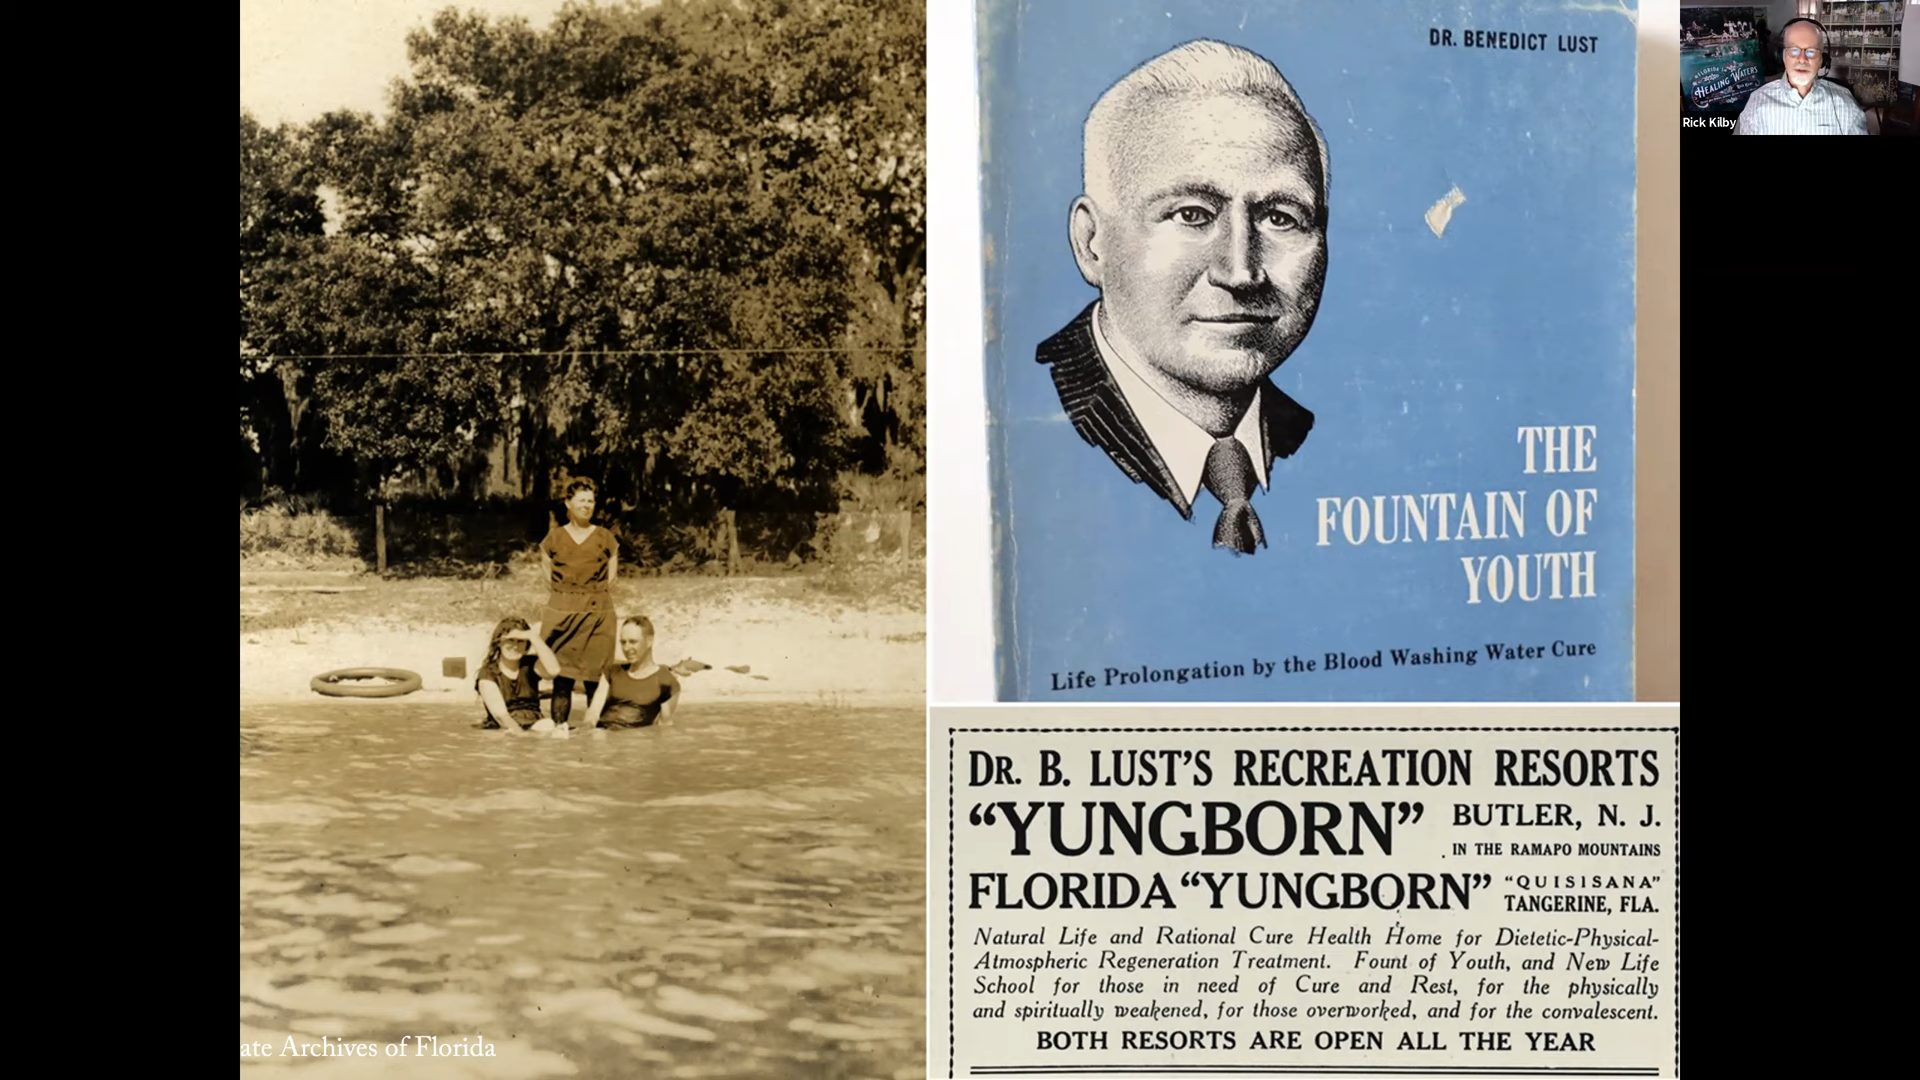 DR. BENEDICT LUST
THE
FOUNTAIN OF
YOUTH
Life Prolongation by the Blood Washing Water Cure
DR. B. LUST'S RECREATION RESORTS
"YUNGBORN" BUTLER, N. J.
IN THE RAMAPO MOUNTAINS
FLORIDA "YUNGBORN" "QUISISANA"
TANGERINE, FLA.
Natural Life and Rational Cure Health Home for Dietetic-Physical-
Atmospheric Regeneration Treatment. Fount of Youth, and New Life
School for those in need of Cure and Rest, for the physically
and spiritually weakened, for those overworked, and for the convalescent.
BOTH RESORTS ARE OPEN ALL THE YEAR
ate Archives of Florida
FLORIDA'S
HEALING WATERS
Rick Kilby